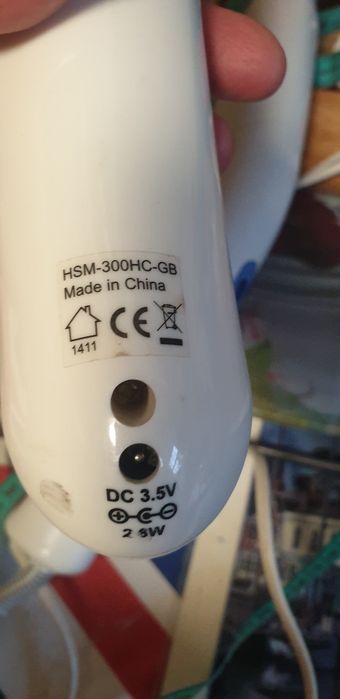 HSM-300HC-GB
Made in China
CE
1411
DC 3.5V